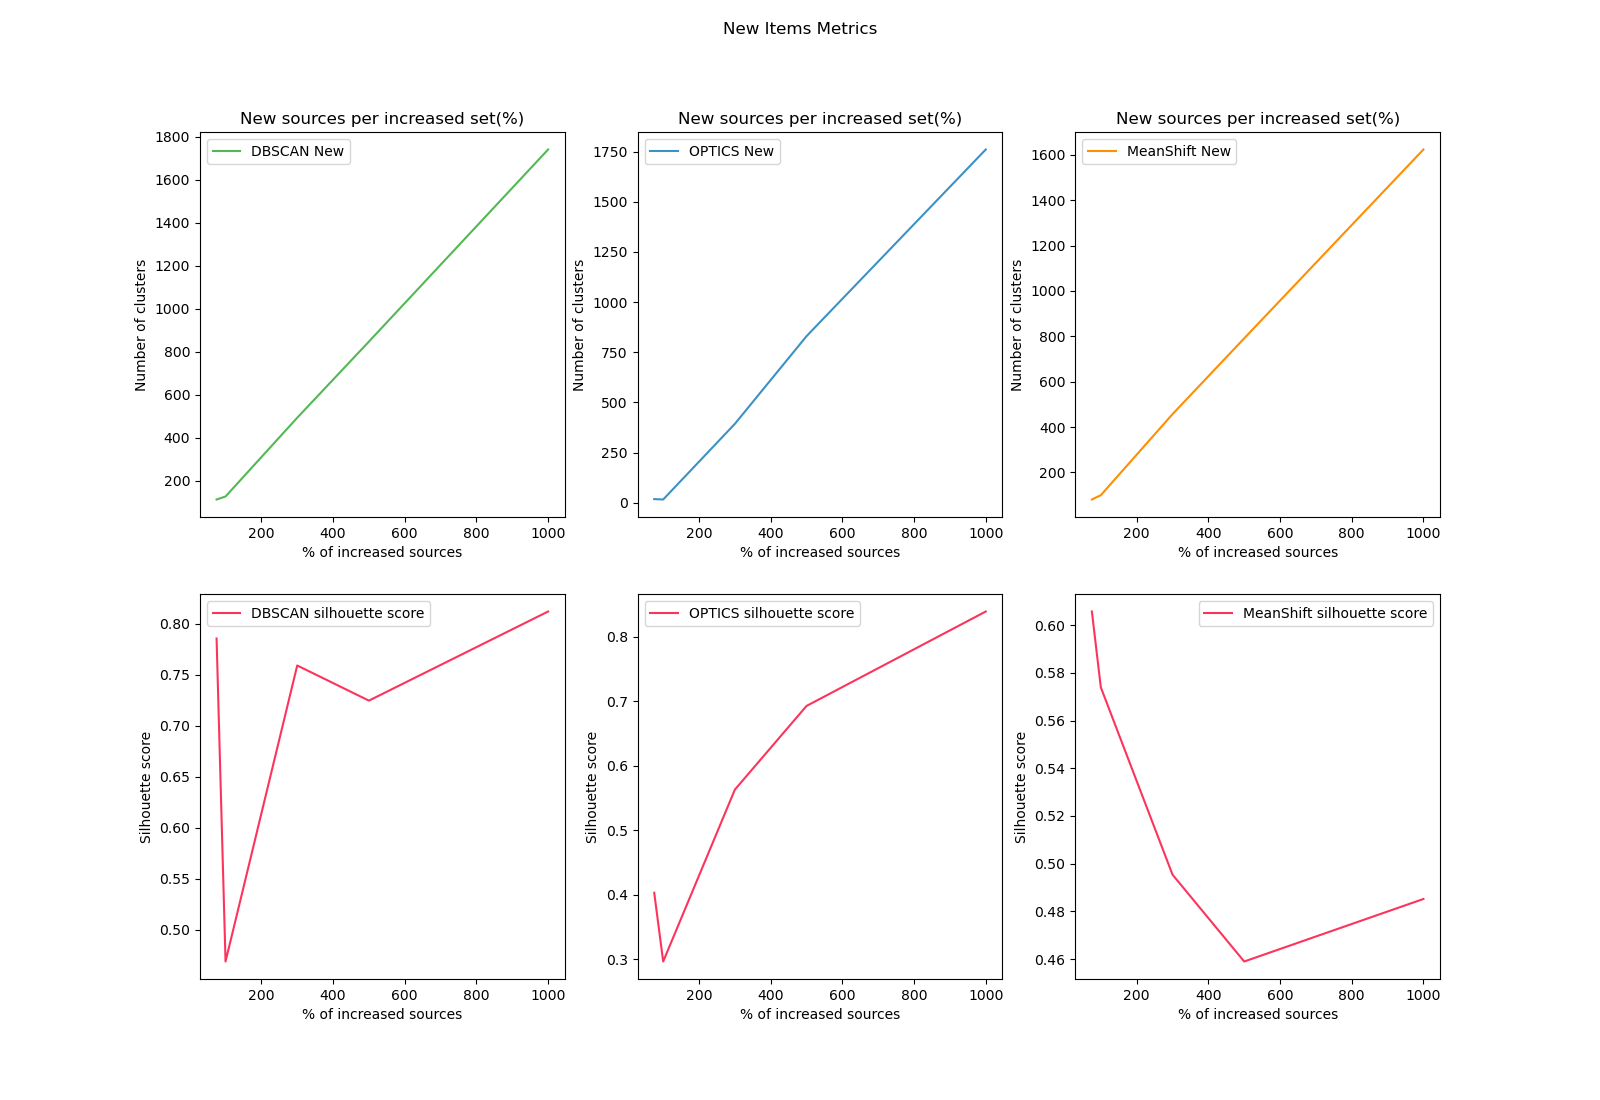 New Items Metrics
New sources per increased set(%)
DBSCAN New
1800
1600
1400
1200
1000
800
600
400
200
Number of clusters
200 400 600 800 1000
% of increased sources
New sources per increased set(%)
OPTICS New
1750
1500
1250
1000
750
500
250
0
Number of clusters
200 400 600 800 1000
% of increased sources
New sources per increased set(%)
MeanShift New
1600
1400
1200
1000
800
600
400
200
Number of clusters
200 400 600 800 1000
% of increased sources
DBSCAN silhouette score
0.80
0.75
0.70
0.65
0.60
0.55
0.50
Silhouette score
200 400 600 800 1000
% of increased sources
OPTICS silhouette score
0.8
0.7
0.6
0.5
0.4
0.3
Silhouette score
200 400 600 800 1000
% of increased sources
MeanShift silhouette score
0.60
0.58
0.56
0.54
0.52
0.50
0.48
0.46
Silhouette score
200 400 600 800 1000
% of increased sources